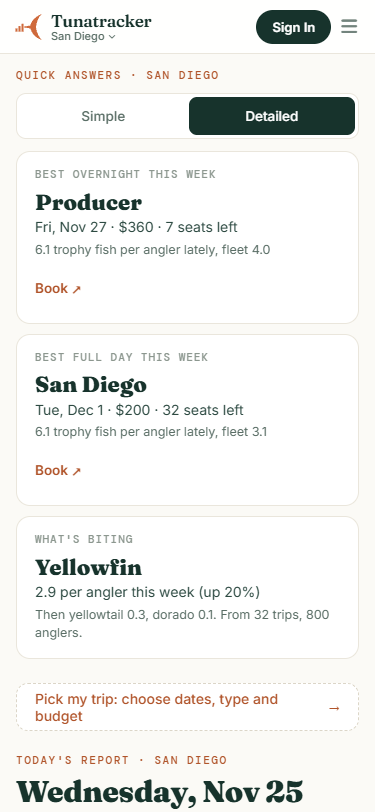 Tunatracker
San Diego
Sign In
QUICK ANSWERS · SAN DIEGO
Simple
Detailed
BEST OVERNIGHT THIS WEEK
Producer
Fri, Nov 27 · $360 · 7 seats left
6.1 trophy fish per angler lately, fleet 4.0
Book ↗
BEST FULL DAY THIS WEEK
San Diego
Tue, Dec 1 · $200 · 32 seats left
6.1 trophy fish per angler lately, fleet 3.1
Book ↗
WHAT'S BITING
Yellowfin
2.9 per angler this week (up 20%)
Then yellowtail 0.3, dorado 0.1. From 32 trips, 800
anglers.
Pick my trip: choose dates, type and
budget →
TODAY'S REPORT · SAN DIEGO
Wednesday, Nov 25